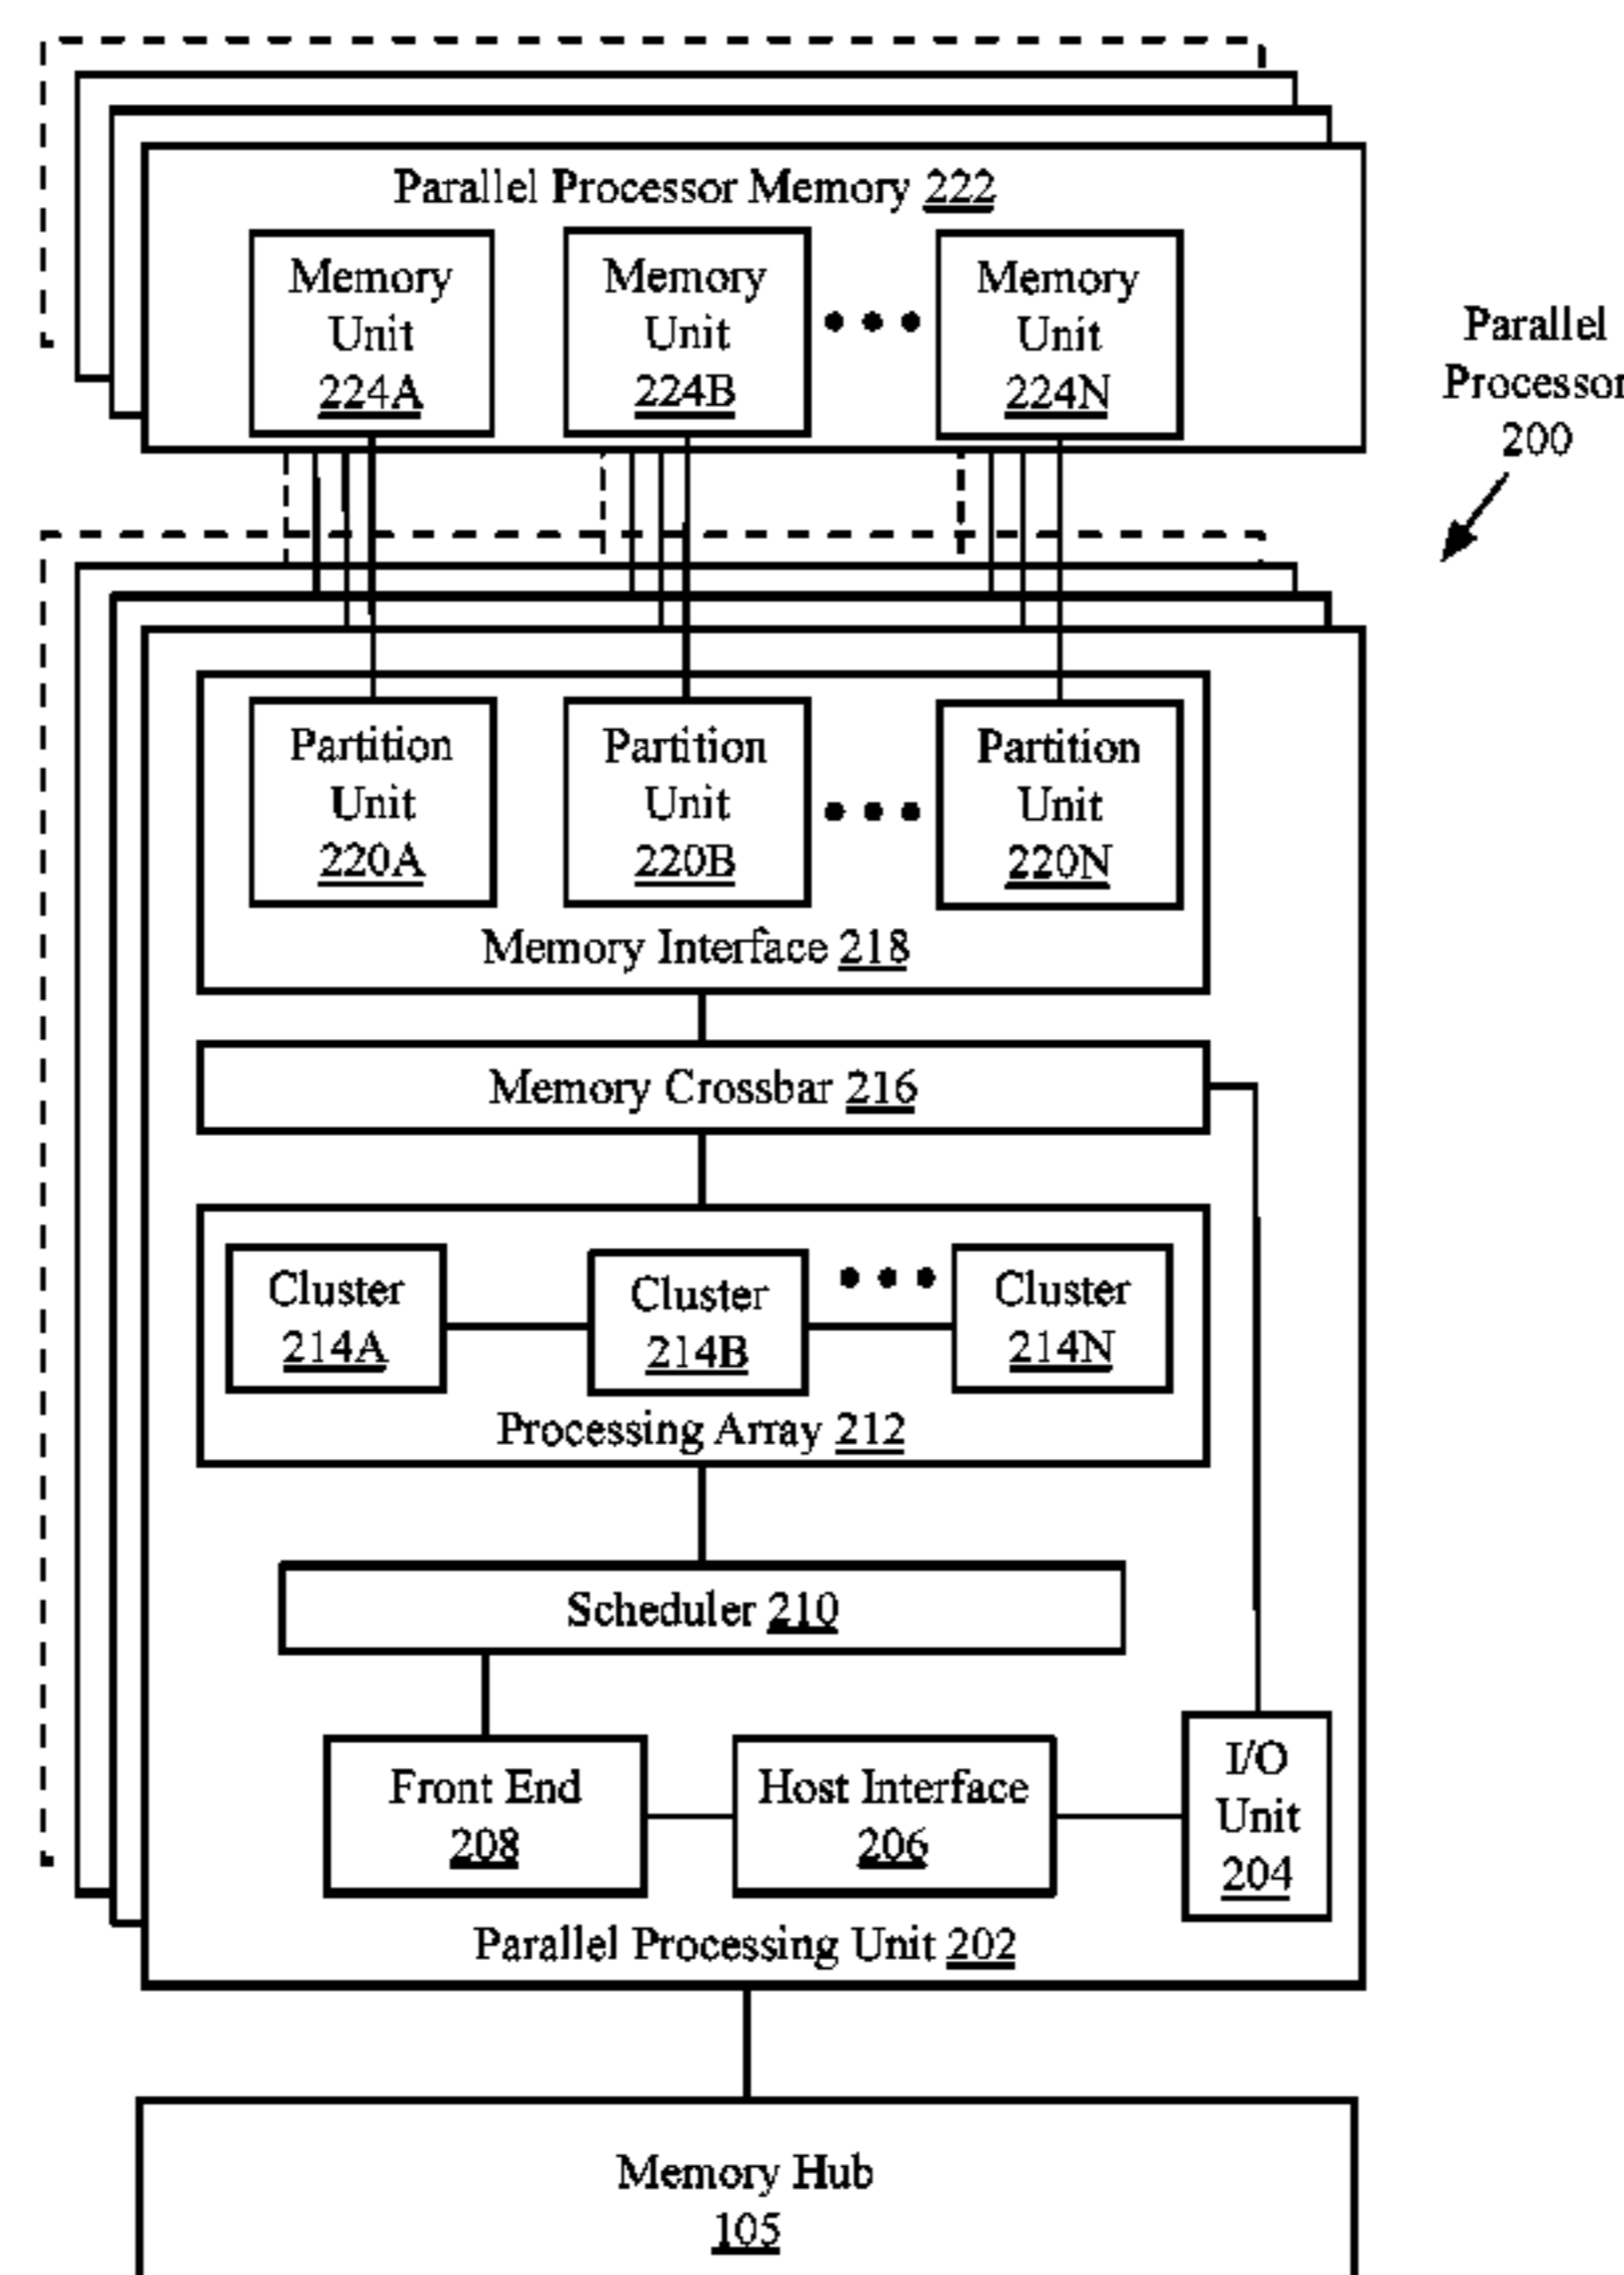 Parallel Processor Memory 222
Memory
Unit
224A
Memory
Unit
224B
Memory
Unit
224N
Parallel
Processor
200
Partition
Unit
220A
Partition
Unit
220B
Partition
Unit
220N
Memory Interface 218
Memory Crossbar 216
Cluster
214A
Cluster
214B
Cluster
214N
Processing Array 212
Scheduler 210
Front End
208
Host Interface
206
I/O
Unit
204
Parallel Processing Unit 202
Memory Hub
105